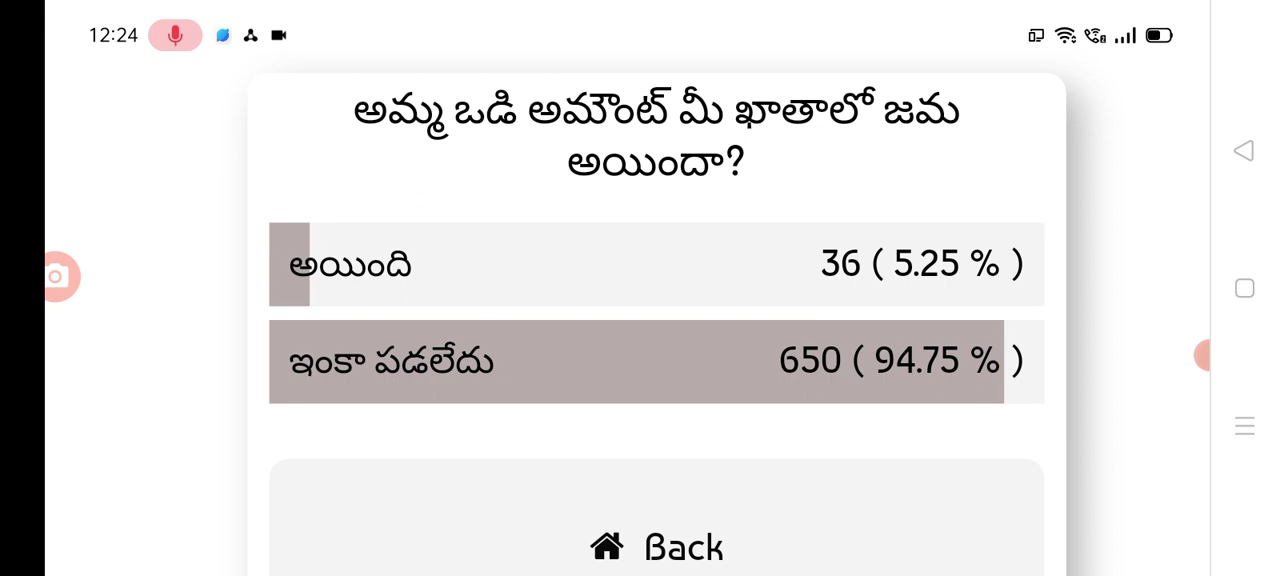 12:24
అమ్మ ఒడి అమౌంట్ మీ ఖాతాలో జమ
అయిందా?
అయింది 36 ( 5.25 % )
ఇంకా పడలేదు 650 ( 94.75 % )
Back